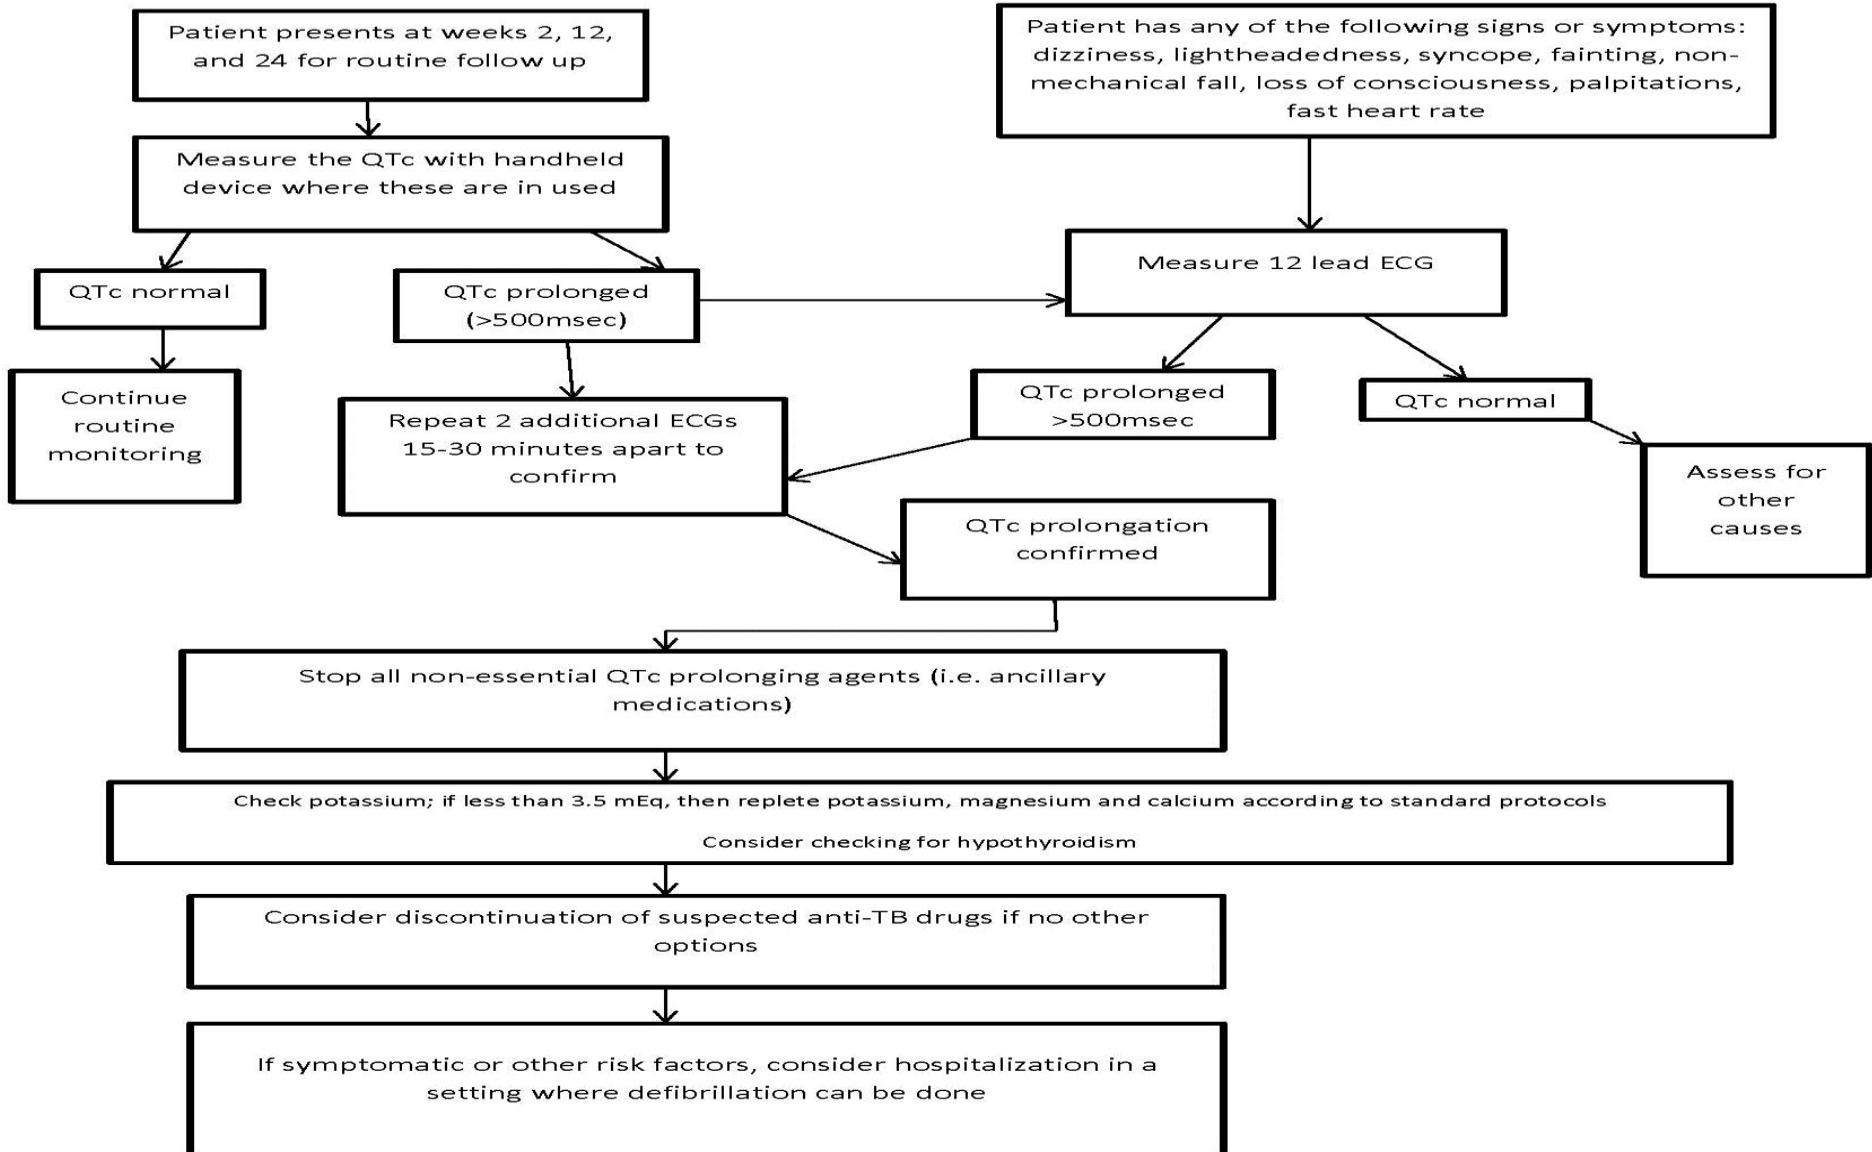 Patient presents at weeks 2, 12,
and 24 for routine follow up
Patient has any of the following signs or symptoms:
dizziness, lightheadedness, syncope, fainting, non-
mechanical fall, loss of consciousness, palpitations,
fast heart rate
Measure the QTc with handheld
device where these are in used
Measure 12 lead ECG
QTc normal
QTc prolonged
(>500msec)
QTc prolonged
>500msec
QTc normal
Continue
routine
monitoring
Repeat 2 additional ECGs
15-30 minutes apart to
confirm
Assess for
other
causes
QTc prolongation
confirmed
Stop all non-essential QTc prolonging agents (i.e. ancillary
medications)
Check potassium; if less than 3.5 mEq, then replete potassium, magnesium and calcium according to standard protocols
Consider checking for hypothyroidism
Consider discontinuation of suspected anti-TB drugs if no other
options
If symptomatic or other risk factors, consider hospitalization in a
setting where defibrillation can be done